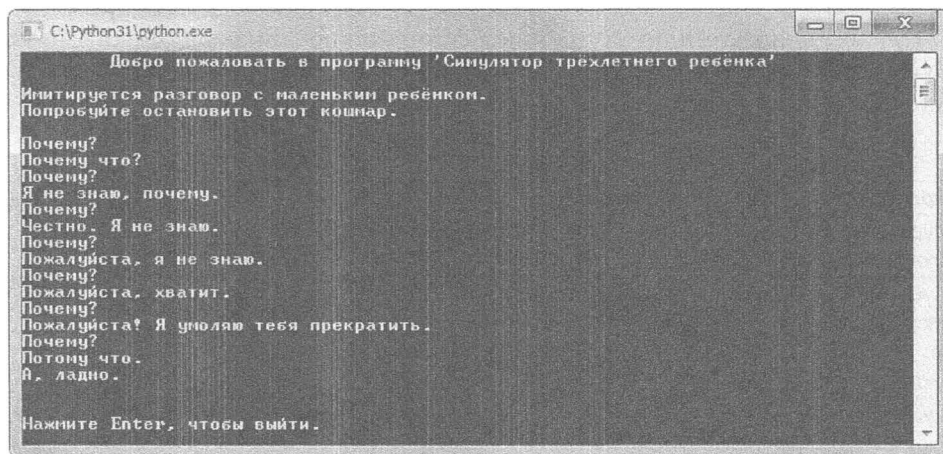 C:\Python31\python.exe
Добро пожаловать в программу 'Симулятор трёхлетнего ребёнка'
Имитируется разговор с маленьким ребёнком.
Попробуйте остановить этот кошмар.
Почему?
Почему что?
Почему?
Я не знаю, почему.
Почему?
Честно. Я не знаю.
Почему?
Пожалуйста, я не знаю.
Почему?
Пожалуйста, хватит.
Почему?
Пожалуйста! Я умоляю тебя прекратить.
Почему?
Потому что.
А, ладно.
Нажмите Enter, чтобы выйти.